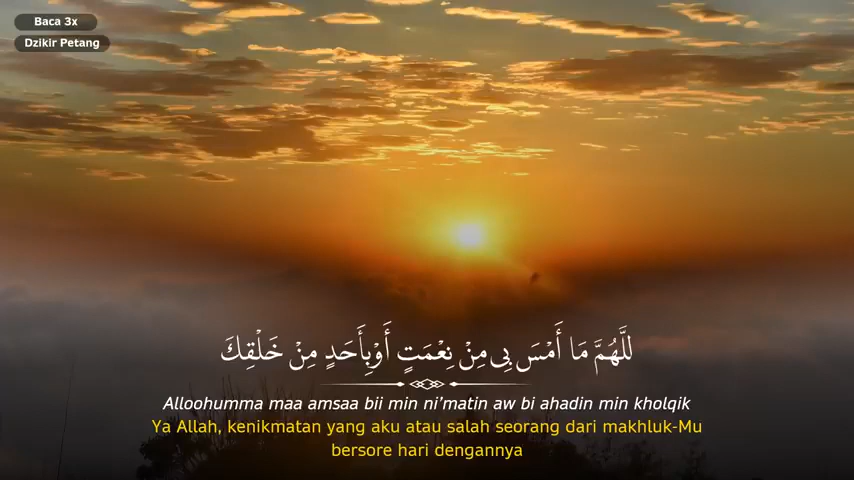 Baca 3x
Dzikir Petang
للَّهُمَّ مَا أَمْسَ بِى مِنْ نِعْمَتٍ أَوْبِأَحَدٍ مِنْ خَلْقِكَ
Alloohumma maa amsaa bii min ni’matin aw bi ahadin min kholqik
Ya Allah, kenikmatan yang aku atau salah seorang dari makhluk-Mu
bersore hari dengannya